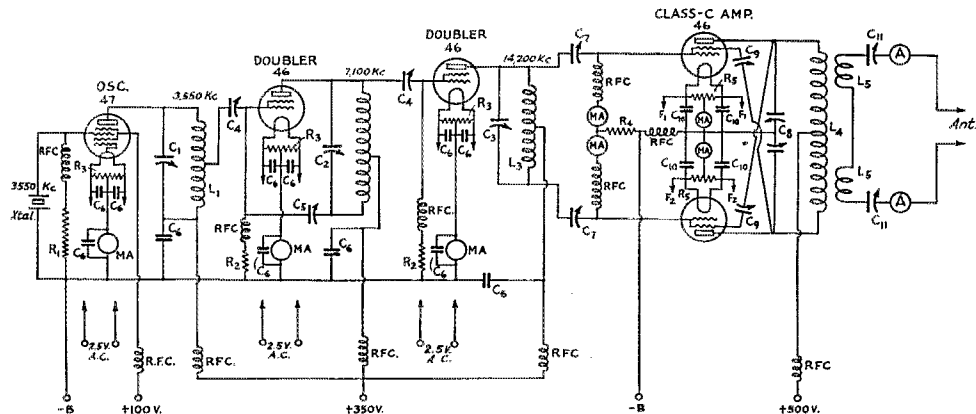 CLASS-C AMP.
46
DOUBLER
46
DOUBLER
46
OSC.
47
3,550 Kc
7,100 Kc
14,200 Kc
C4
C4
C7
C9
C11
A
RFC
R3
C6 C6
C1
L1
R3
C6 C6
C2
R3
C6 C6
C3
L3
RFC
MA
MA
RFC
R4
RFC
F1
C10
R5
MA
MA
C10
F1
C10
C10
F2
R5
F2
C8
L4
L5
L5
Ant.
3550 Kc
Xtal.
R1
C6
MA
C6
RFC
R2
C5
C6
MA
C6
RFC.
R2
C6
MA
C6
C7
C9
C11
A
2.5V.
A.C.
2.5V.
A.C.
2.5V.
A.C.
R.F.C.
RFC.
RFC.
RFC.
RFC
-B
+100V.
+350V.
-B
+500V.